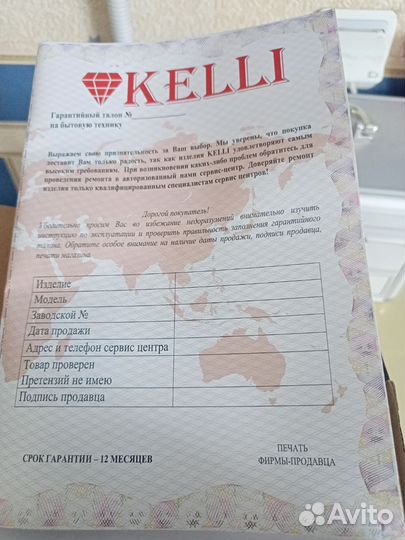 KELLI
Гарантийный талон №
на бытовую технику
Выражаем свою признательность за Ваш выбор. Мы уверены, что покупка
доставит Вам только радость, так как изделия KELLI удовлетворяют самым
высоким требованиям. При возникновении каких-либо проблем обратитесь для
проведения ремонта в авторизованный нами сервис-центр. Доверяйте ремонт
изделия только квалифицированным специалистам сервис центров!
Дорогой покупатель!
Убедительно просим Вас во избежание недоразумений внимательно изучить
инструкцию по эксплуатации и проверить правильность заполнения гарантийного
талона. Обратите особое внимание на наличие даты продажи, подписи продавца,
печати магазина.
Изделие
Модель
Заводской №
Дата продажи
Адрес и телефон сервис центра
Товар проверен
Претензий не имею
Подпись продавца
СРОК ГАРАНТИИ – 12 МЕСЯЦЕВ
ПЕЧАТЬ
ФИРМЫ-ПРОДАВЦА
Avito